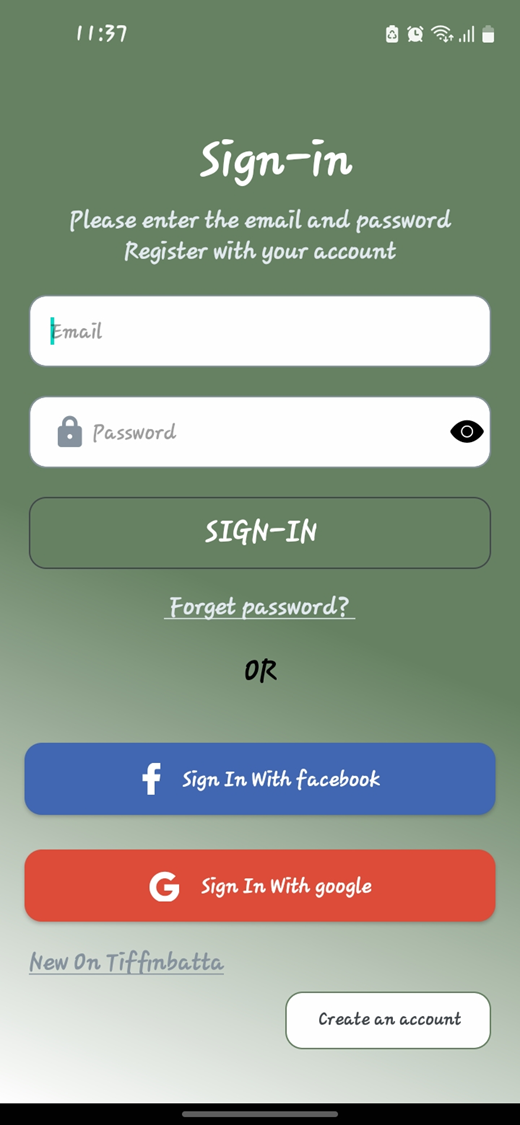 11:37
Sign-in
Please enter the email and password
Register with your account
Email
Password
SIGN-IN
Forget password?
OR
Sign In With facebook
Sign In With google
New On Tiffinbatta
Create an account